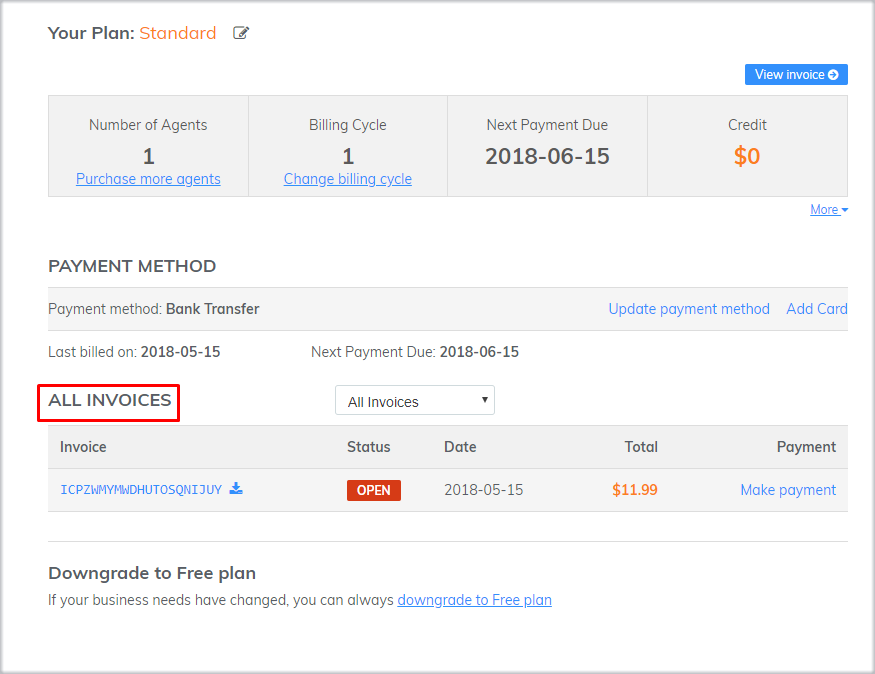 Your Plan: Standard
View invoice
Number of Agents Billing Cycle Next Payment Due Credit
1 1 2018-06-15 $0
Purchase more agents Change billing cycle
More
PAYMENT METHOD
Payment method: Bank Transfer Update payment method Add Card
Last billed on: 2018-05-15 Next Payment Due: 2018-06-15
ALL INVOICES All Invoices
Invoice Status Date Total Payment
ICPZWMYMWDHUTOSQNIJUY OPEN 2018-05-15 $11.99 Make payment
Downgrade to Free plan
If your business needs have changed, you can always downgrade to Free plan